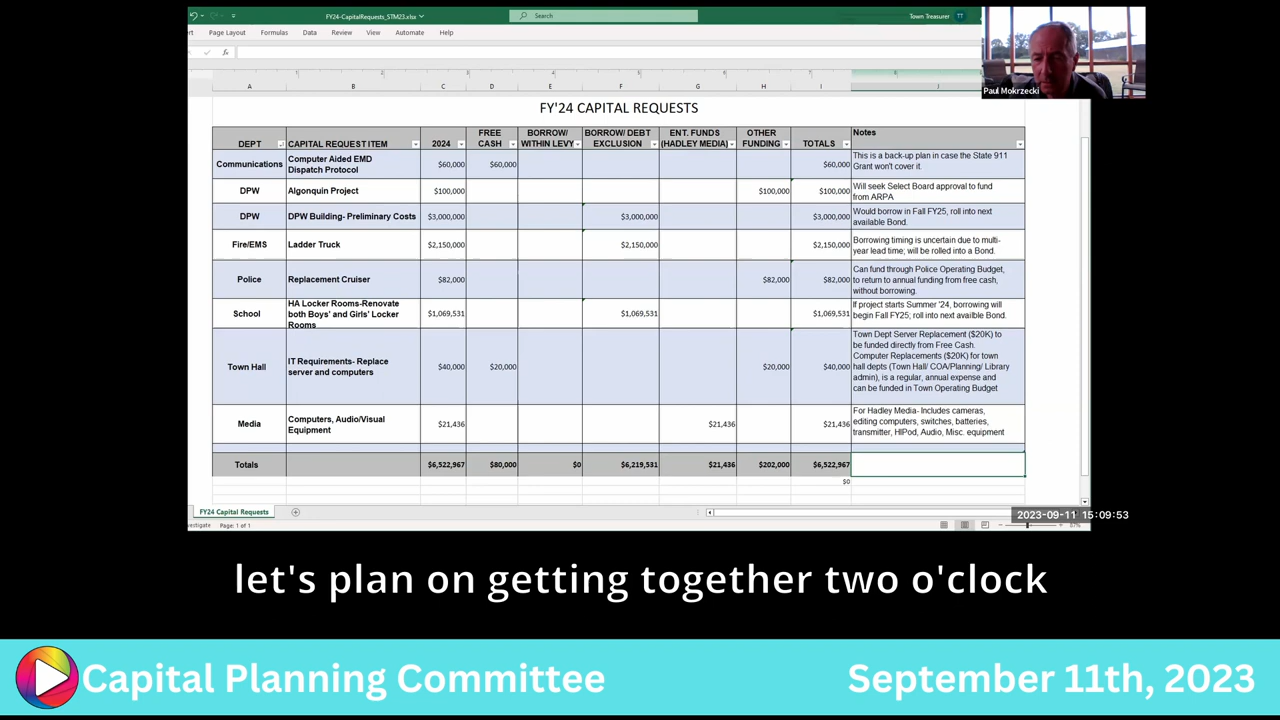 FY24-CapitalRequests_STM23.xlsx
Search
Town Treasurer TT
Page Layout Formulas Data Review View Automate Help
fx
Paul Mokrzecki
A B C D E F G H I J
FY'24 CAPITAL REQUESTS
DEPT CAPITAL REQUEST ITEM 2024 FREE CASH BORROW/ WITHIN LEVY BORROW/ DEBT EXCLUSION ENT. FUNDS (HADLEY MEDIA) OTHER FUNDING TOTALS Notes
Communications Computer Aided EMD Dispatch Protocol $60,000 $60,000 $60,000 This is a back-up plan in case the State 911 Grant won't cover it.
DPW Algonquin Project $100,000 $100,000 $100,000 Will seek Select Board approval to fund from ARPA
DPW DPW Building- Preliminary Costs $3,000,000 $3,000,000 $3,000,000 Would borrow in Fall FY25, roll into next available Bond.
Fire/EMS Ladder Truck $2,150,000 $2,150,000 $2,150,000 Borrowing timing is uncertain due to multi-year lead time; will be rolled into a Bond.
Police Replacement Cruiser $82,000 $82,000 $82,000 Can fund through Police Operating Budget, to return to annual funding from free cash, without borrowing.
School HA Locker Rooms-Renovate both Boys' and Girls' Locker Rooms $1,069,531 $1,069,531 $1,069,531 If project starts Summer '24, borrowing will begin Fall FY25; roll into next availble Bond.
Town Hall IT Requirements- Replace server and computers $40,000 $20,000 $20,000 $40,000 Town Dept Server Replacement ($20K) to be funded directly from Free Cash. Computer Replacements ($20K) for town hall depts (Town Hall/ COA/Planning/ Library admin), is a regular, annual expense and can be funded in Town Operating Budget
Media Computers, Audio/Visual Equipment $21,436 $21,436 $21,436 For Hadley Media- Includes cameras, editing computers, switches, batteries, transmitter, HIPod, Audio, Misc. equipment
Totals $6,522,967 $80,000 $0 $6,219,531 $21,436 $202,000 $6,522,967
$0
FY24 Capital Requests
2023-09-11 15:09:53
Page: 1 of 1
let's plan on getting together two o'clock
Capital Planning Committee September 11th, 2023